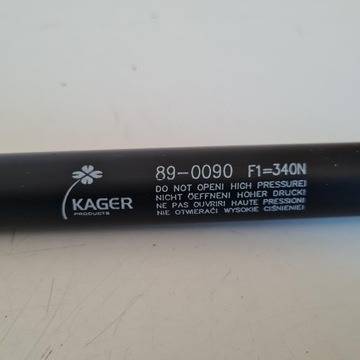 89-0090 F1=340N
DO NOT OPEN! HIGH PRESSURE!
NICHT ÖEFFNEN! HOHER DRUCK!
NE PAS OUVRIR! HAUTE PRESSION!
NIE OTWIERAĆ! WYSOKIE CIŚNIENIE!
KAGER
PRODUCTS